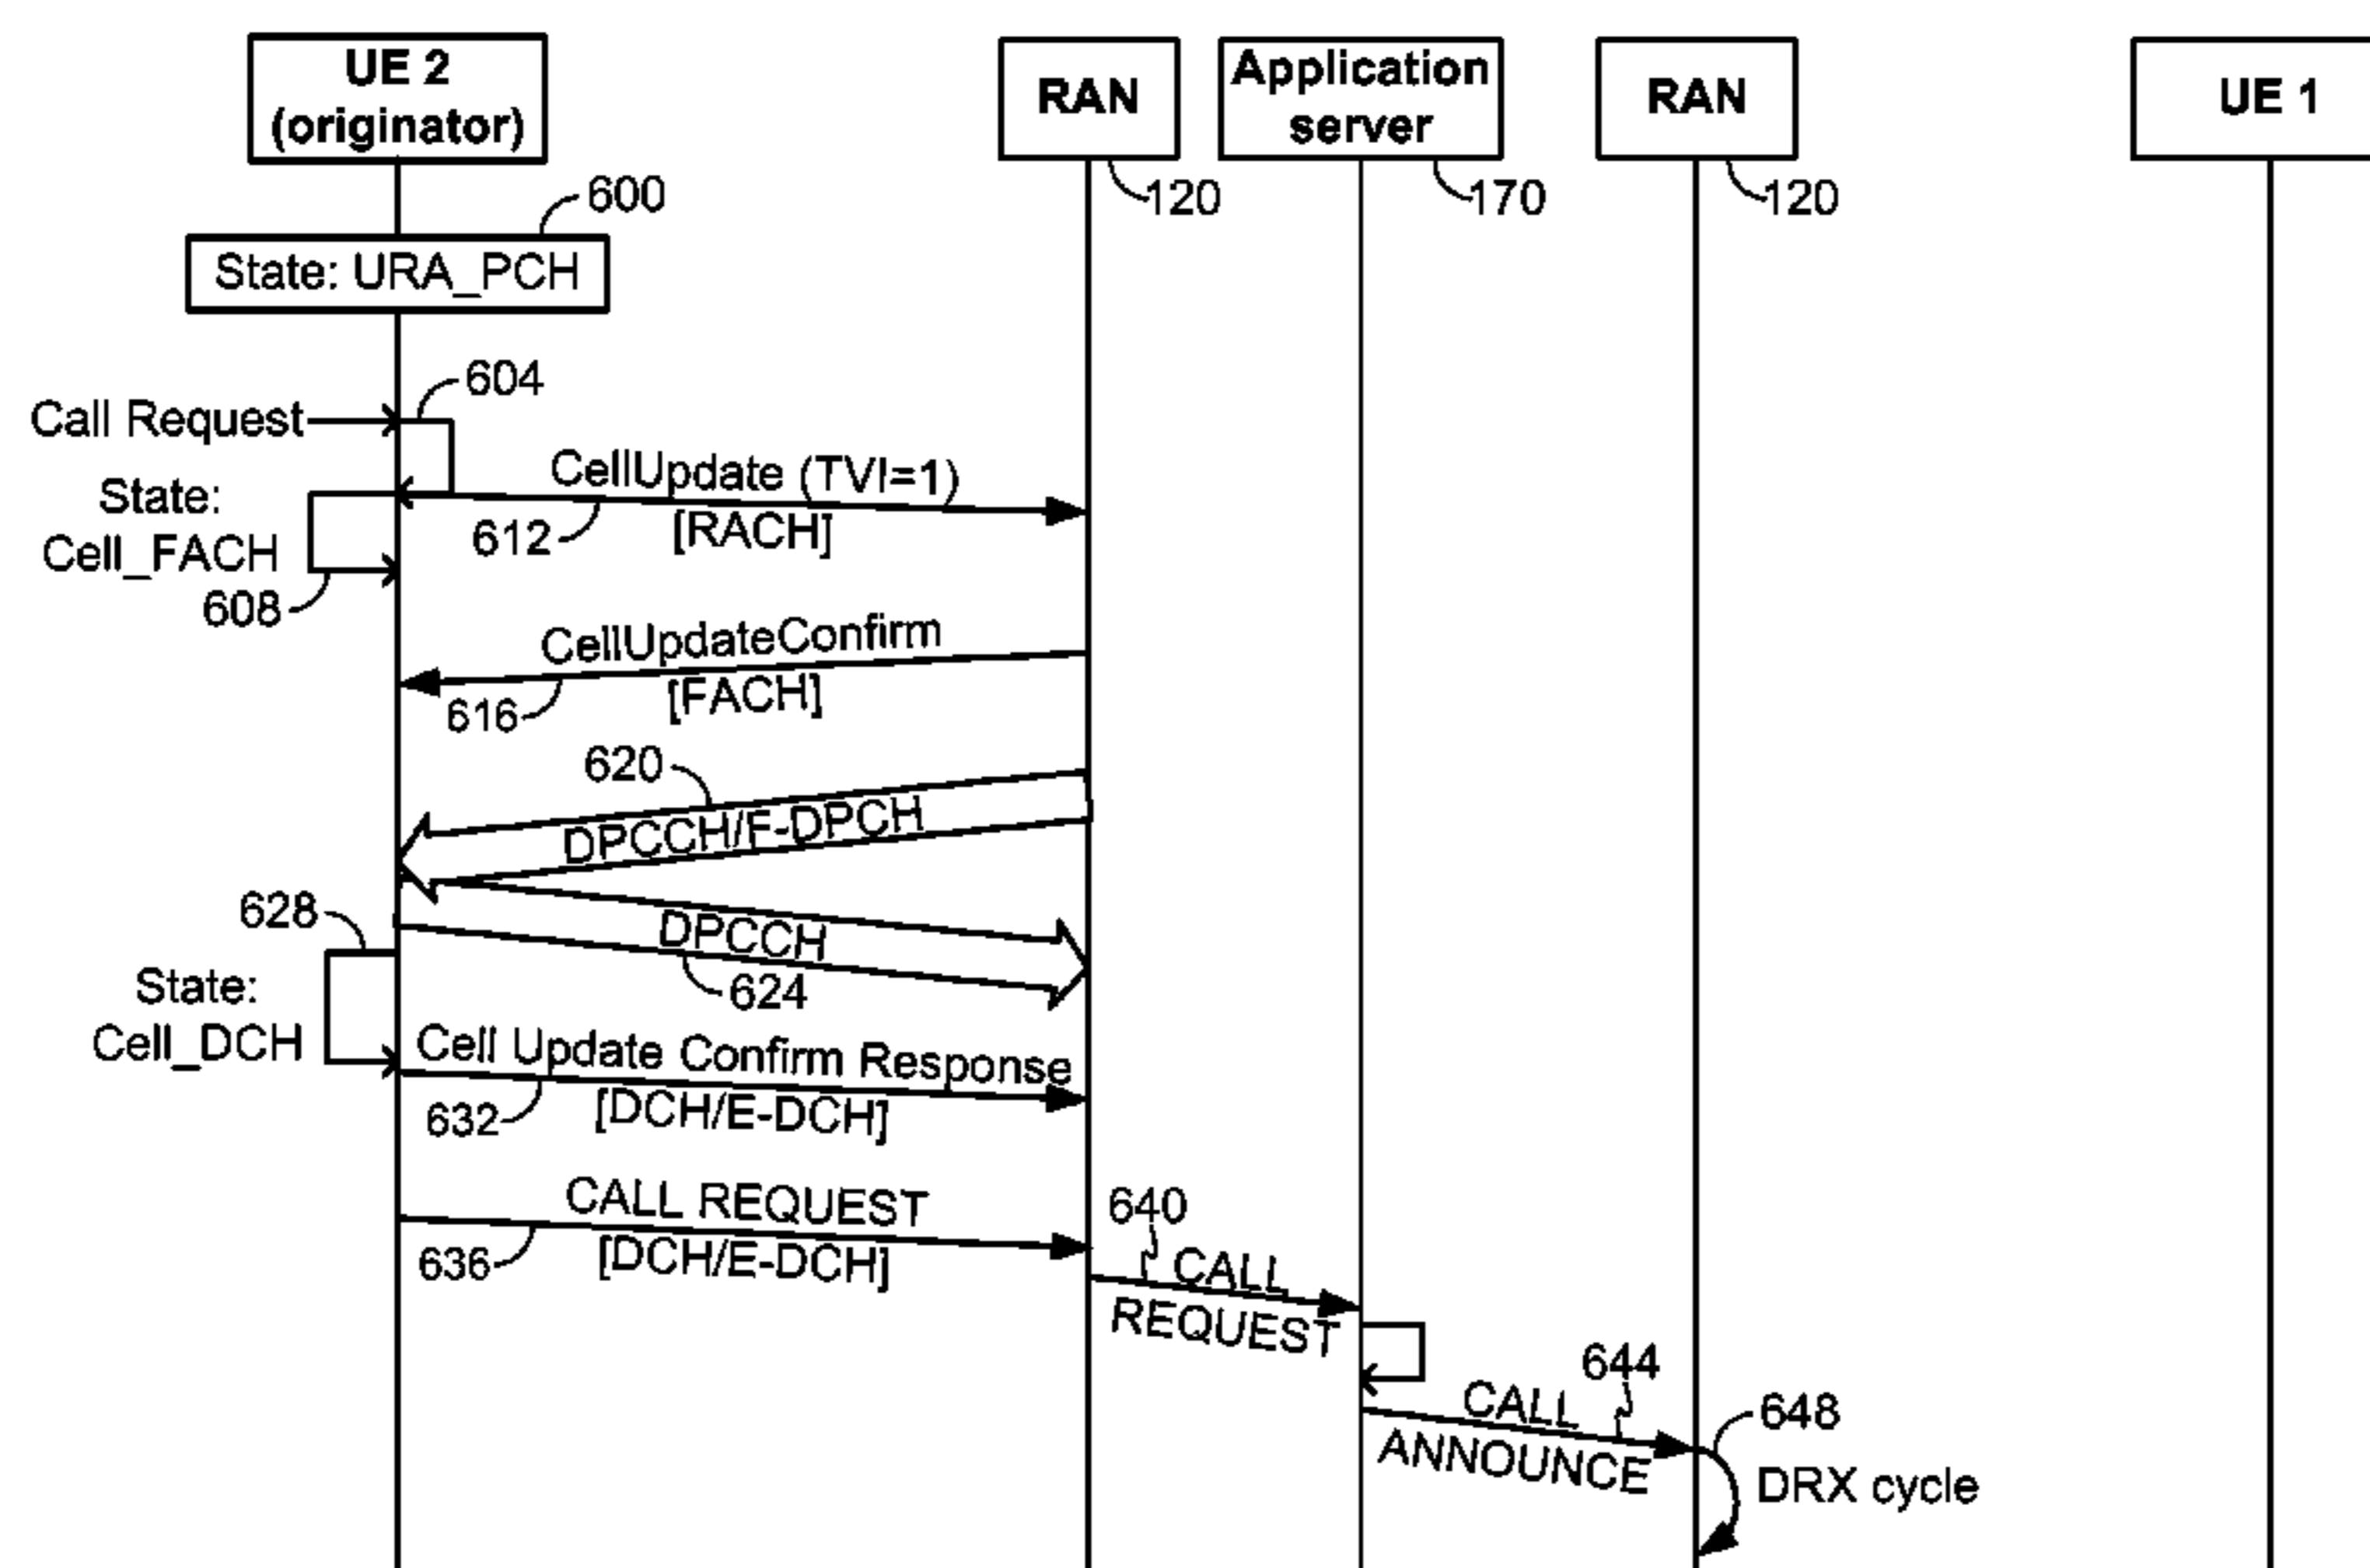 UE 2
(originator)
RAN
Application
server
RAN
UE 1
120
170
120
600
State: URA_PCH
604
Call Request
CellUpdate (TVI=1)
[RACH]
612
State:
Cell_FACH
608
CellUpdateConfirm
[FACH]
616
620
DPCCH/F-DPCH
628
DPCCH
624
State:
Cell_DCH
Cell Update Confirm Response
[DCH/E-DCH]
632
CALL REQUEST
[DCH/E-DCH]
636
640
CALL
REQUEST
644
CALL
ANNOUNCE
648
DRX cycle